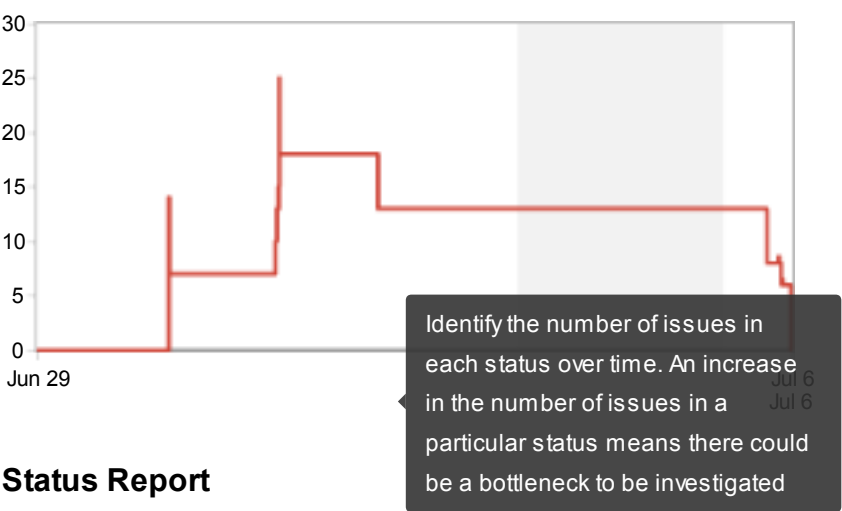 30
25
20
15
10
5
0
Jun 29
Jul 6
Jul 6
Identify the number of issues in
each status over time. An increase
in the number of issues in a
particular status means there could
be a bottleneck to be investigated
Status Report